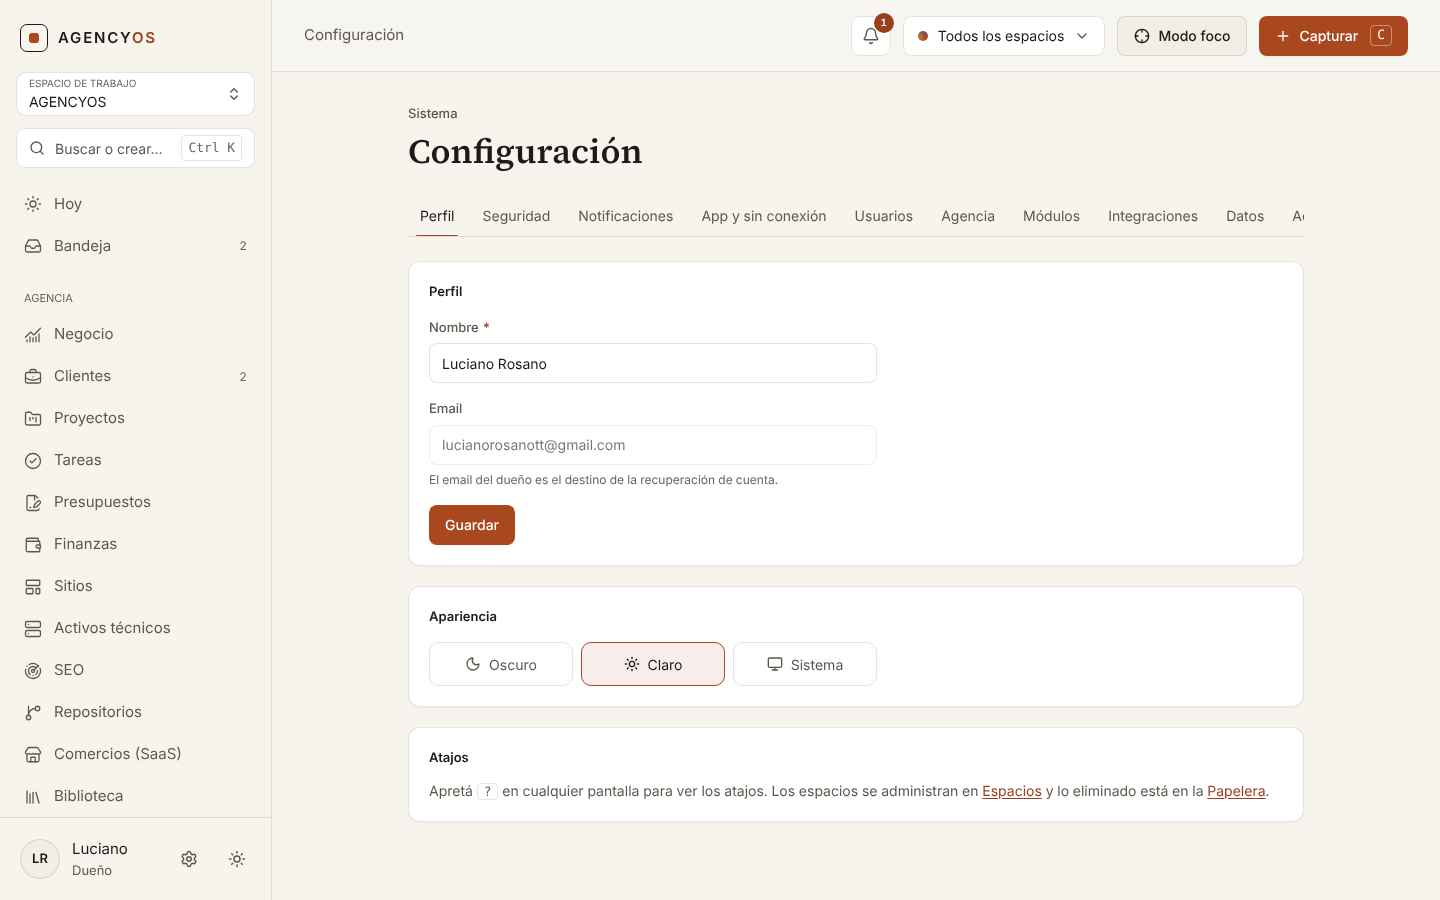 AGENCYOS
ESPACIO DE TRABAJO
AGENCYOS
Buscar o crear... Ctrl K
Hoy
Bandeja 2
AGENCIA
Negocio
Clientes 2
Proyectos
Tareas
Presupuestos
Finanzas
Sitios
Activos técnicos
SEO
Repositorios
Comercios (SaaS)
Biblioteca
LR Luciano
Dueño
Configuración
1
Todos los espacios
Modo foco
Capturar C
Sistema
Configuración
Perfil Seguridad Notificaciones App y sin conexión Usuarios Agencia Módulos Integraciones Datos
Perfil
Nombre *
Luciano Rosano
Email
lucianorosanott@gmail.com
El email del dueño es el destino de la recuperación de cuenta.
Guardar
Apariencia
Oscuro Claro Sistema
Atajos
Apretá ? en cualquier pantalla para ver los atajos. Los espacios se administran en Espacios y lo eliminado está en la Papelera.